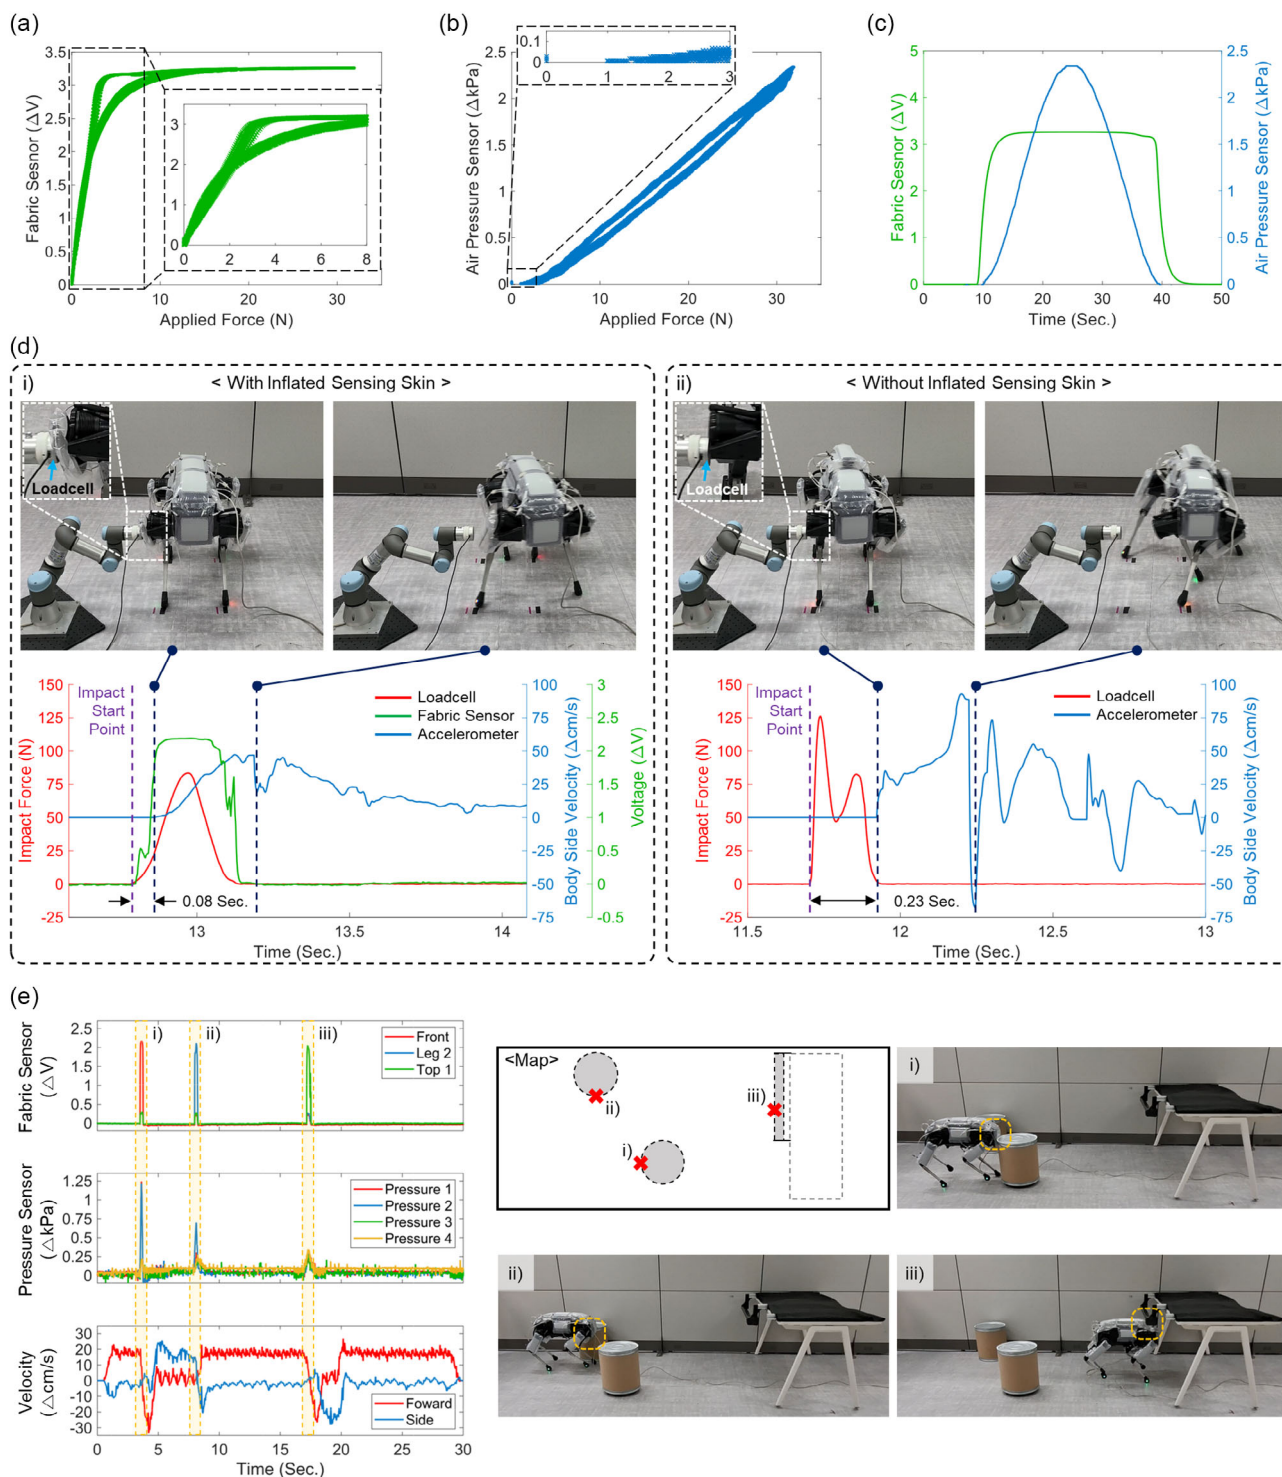 (a)
3.5
3
2.5
2
1.5
1
0.5
0
Fabric Sesnor (ΔV)
0 10 20 30
Applied Force (N)
3
2
1
0
0 2 4 6 8
(b)
2.5
2
1.5
1
0.5
0
Air Pressure Sensor (ΔkPa)
0 10 20 30
Applied Force (N)
0.1
0
0 1 2 3
(c)
5
4
3
2
1
0
Fabric Sesnor (ΔV)
2.5
2
1.5
1
0.5
0
Air Pressure Sensor (ΔkPa)
0 10 20 30 40 50
Time (Sec.)
(d)
i) < With Inflated Sensing Skin >
Loadcell
150
125
100
75
50
25
0
-25
Impact Force (N)
Impact
Start
Point
Loadcell
Fabric Sensor
Accelerometer
100
75
50
25
0
-25
-50
-75
Body Side Velocity (Δcm/s)
3
2.5
2
1.5
1
0.5
0
-0.5
Voltage (ΔV)
0.08 Sec.
13 13.5 14
Time (Sec.)
ii) < Without Inflated Sensing Skin >
Loadcell
150
125
100
75
50
25
0
-25
Impact Force (N)
Impact
Start
Point
Loadcell
Accelerometer
100
75
50
25
0
-25
-50
-75
Body Side Velocity (Δcm/s)
0.23 Sec.
11.5 12 12.5 13
Time (Sec.)
(e)
2.5
2
1.5
1
0.5
0
Fabric Sensor
(ΔV)
i) ii) iii)
Front
Leg 2
Top 1
1.25
1
0.75
0.5
0.25
0
Pressure Sensor
(ΔkPa)
Pressure 1
Pressure 2
Pressure 3
Pressure 4
30
20
10
0
-10
-20
-30
Velocity
(Δcm/s)
Foward
Side
0 5 10 15 20 25 30
Time (Sec.)
<Map>
ii)
iii)
i)
i)
ii)
iii)